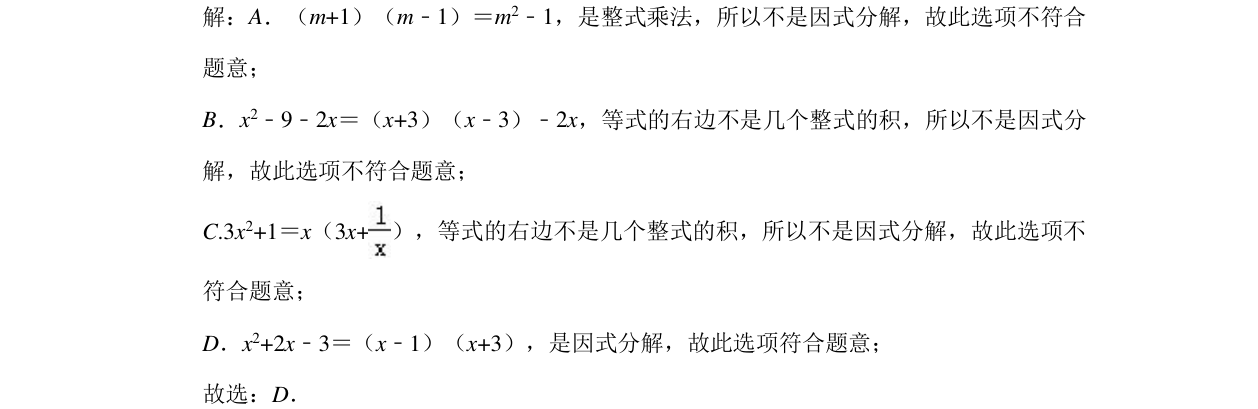 解：A．（m+1）（m﹣1）＝m²﹣1，是整式乘法，所以不是因式分解，故此选项不符合
题意；
B．x²﹣9﹣2x＝（x+3）（x﹣3）﹣2x，等式的右边不是几个整式的积，所以不是因式分
解，故此选项不符合题意；
C.3x²+1＝x（3x+1/x），等式的右边不是几个整式的积，所以不是因式分解，故此选项不
符合题意；
D．x²+2x﹣3＝（x﹣1）（x+3），是因式分解，故此选项符合题意；
故选：D．